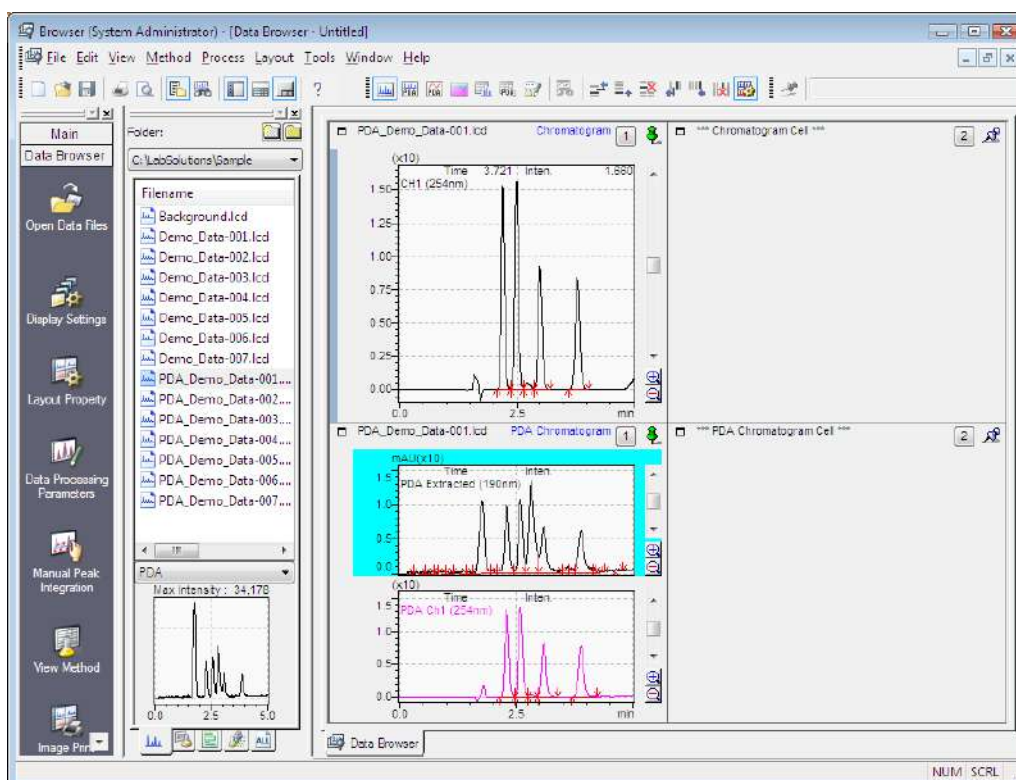 Browser (System Administrator) - [Data Browser - Untitled]
File Edit View Method Process Layout Tools Window Help
Main
Data Browser
Open Data Files
Display Settings
Layout Property
Data Processing
Parameters
Manual Peak
Integration
View Method
Image Print
Folder:
C:\LabSolutions\Sample
Filename
Background.lcd
Demo_Data-001.lcd
Demo_Data-002.lcd
Demo_Data-003.lcd
Demo_Data-004.lcd
Demo_Data-005.lcd
Demo_Data-006.lcd
Demo_Data-007.lcd
PDA_Demo_Data-001....
PDA_Demo_Data-002....
PDA_Demo_Data-003....
PDA_Demo_Data-004....
PDA_Demo_Data-005....
PDA_Demo_Data-006....
PDA_Demo_Data-007....
PDA
Max Intensity : 34,178
0.0 2.5 5.0
ALL
PDA_Demo_Data-001.lcd Chromatogram 1
(x10)
Time 3.721 Inten. 1.660
CH1 (254nm)
1.50
1.25
1.00
0.75
0.50
0.25
0.00
0.0 2.5 min
*** Chromatogram Cell *** 2
PDA_Demo_Data-001.lcd PDA Chromatogram 1
mAU(x10)
Time Inten.
1.5
PDA Extracted (190nm)
1.0
0.5
0.0
(x10)
Time Inten.
1.5
PDA Ch1 (254nm)
1.0
0.5
0.0
0.0 2.5 min
*** PDA Chromatogram Cell *** 2
Data Browser
NUM SCRL